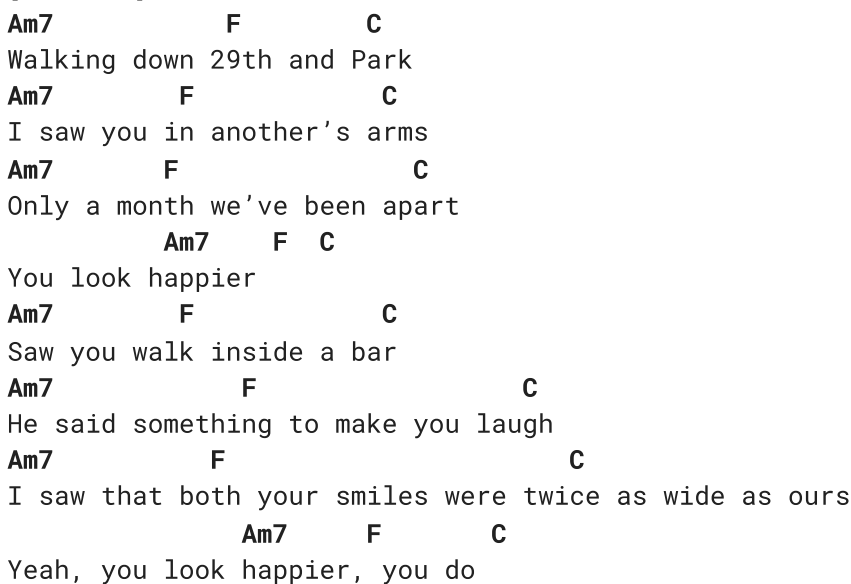 Am7 F C
Walking down 29th and Park
Am7 F C
I saw you in another’s arms
Am7 F C
Only a month we’ve been apart
Am7 F C
You look happier
Am7 F C
Saw you walk inside a bar
Am7 F C
He said something to make you laugh
Am7 F C
I saw that both your smiles were twice as wide as ours
Am7 F C
Yeah, you look happier, you do